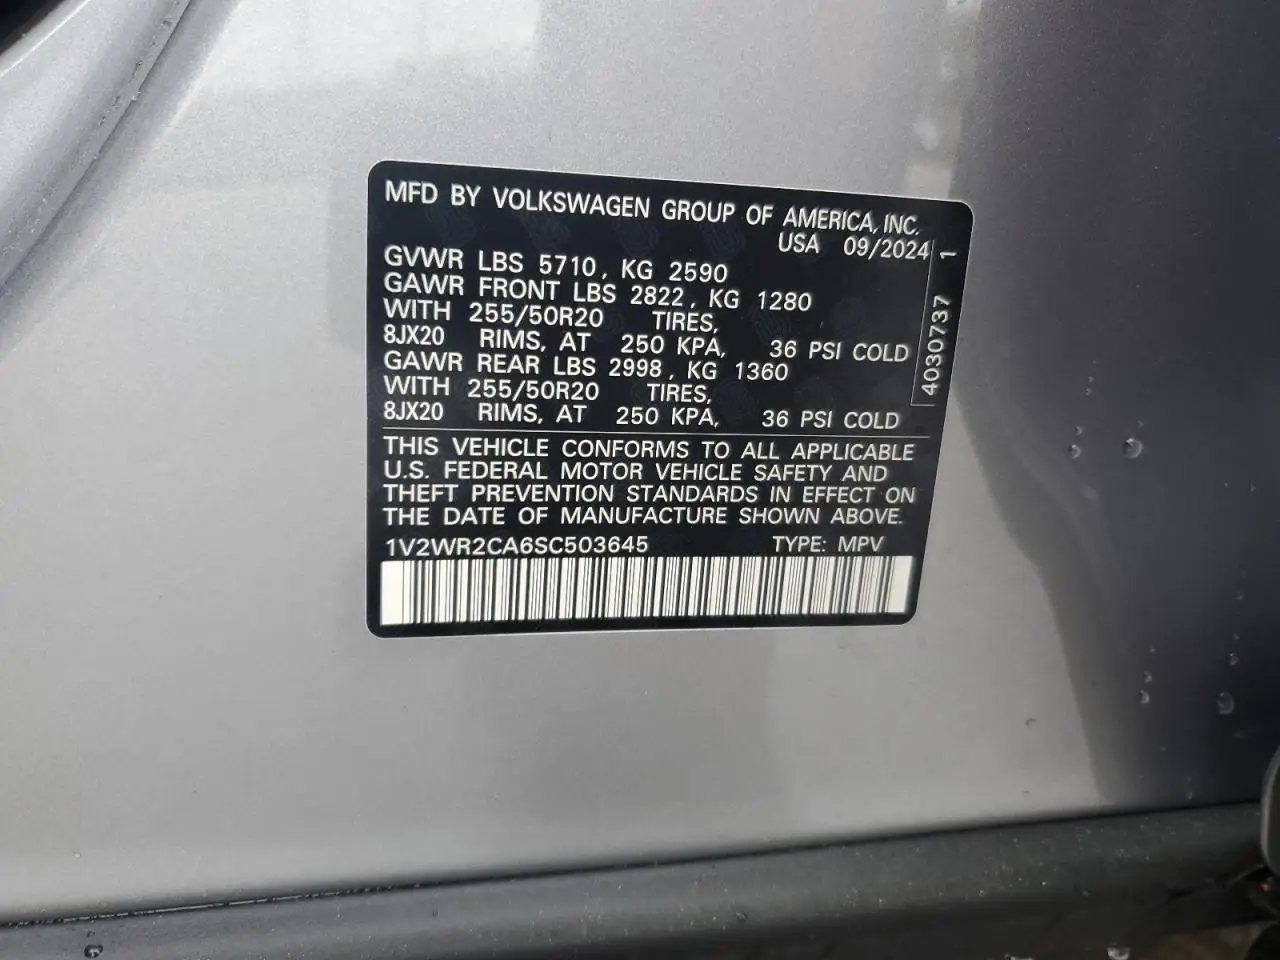 MFD BY VOLKSWAGEN GROUP OF AMERICA, INC.
USA 09/2024
GVWR LBS 5710, KG 2590
GAWR FRONT LBS 2822, KG 1280
WITH 255/50R20 TIRES,
8JX20 RIMS, AT 250 KPA, 36 PSI COLD
GAWR REAR LBS 2998, KG 1360
WITH 255/50R20 TIRES,
8JX20 RIMS, AT 250 KPA, 36 PSI COLD
4030737 1
THIS VEHICLE CONFORMS TO ALL APPLICABLE
U.S. FEDERAL MOTOR VEHICLE SAFETY AND
THEFT PREVENTION STANDARDS IN EFFECT ON
THE DATE OF MANUFACTURE SHOWN ABOVE.
1V2WR2CA6SC503645 TYPE: MPV